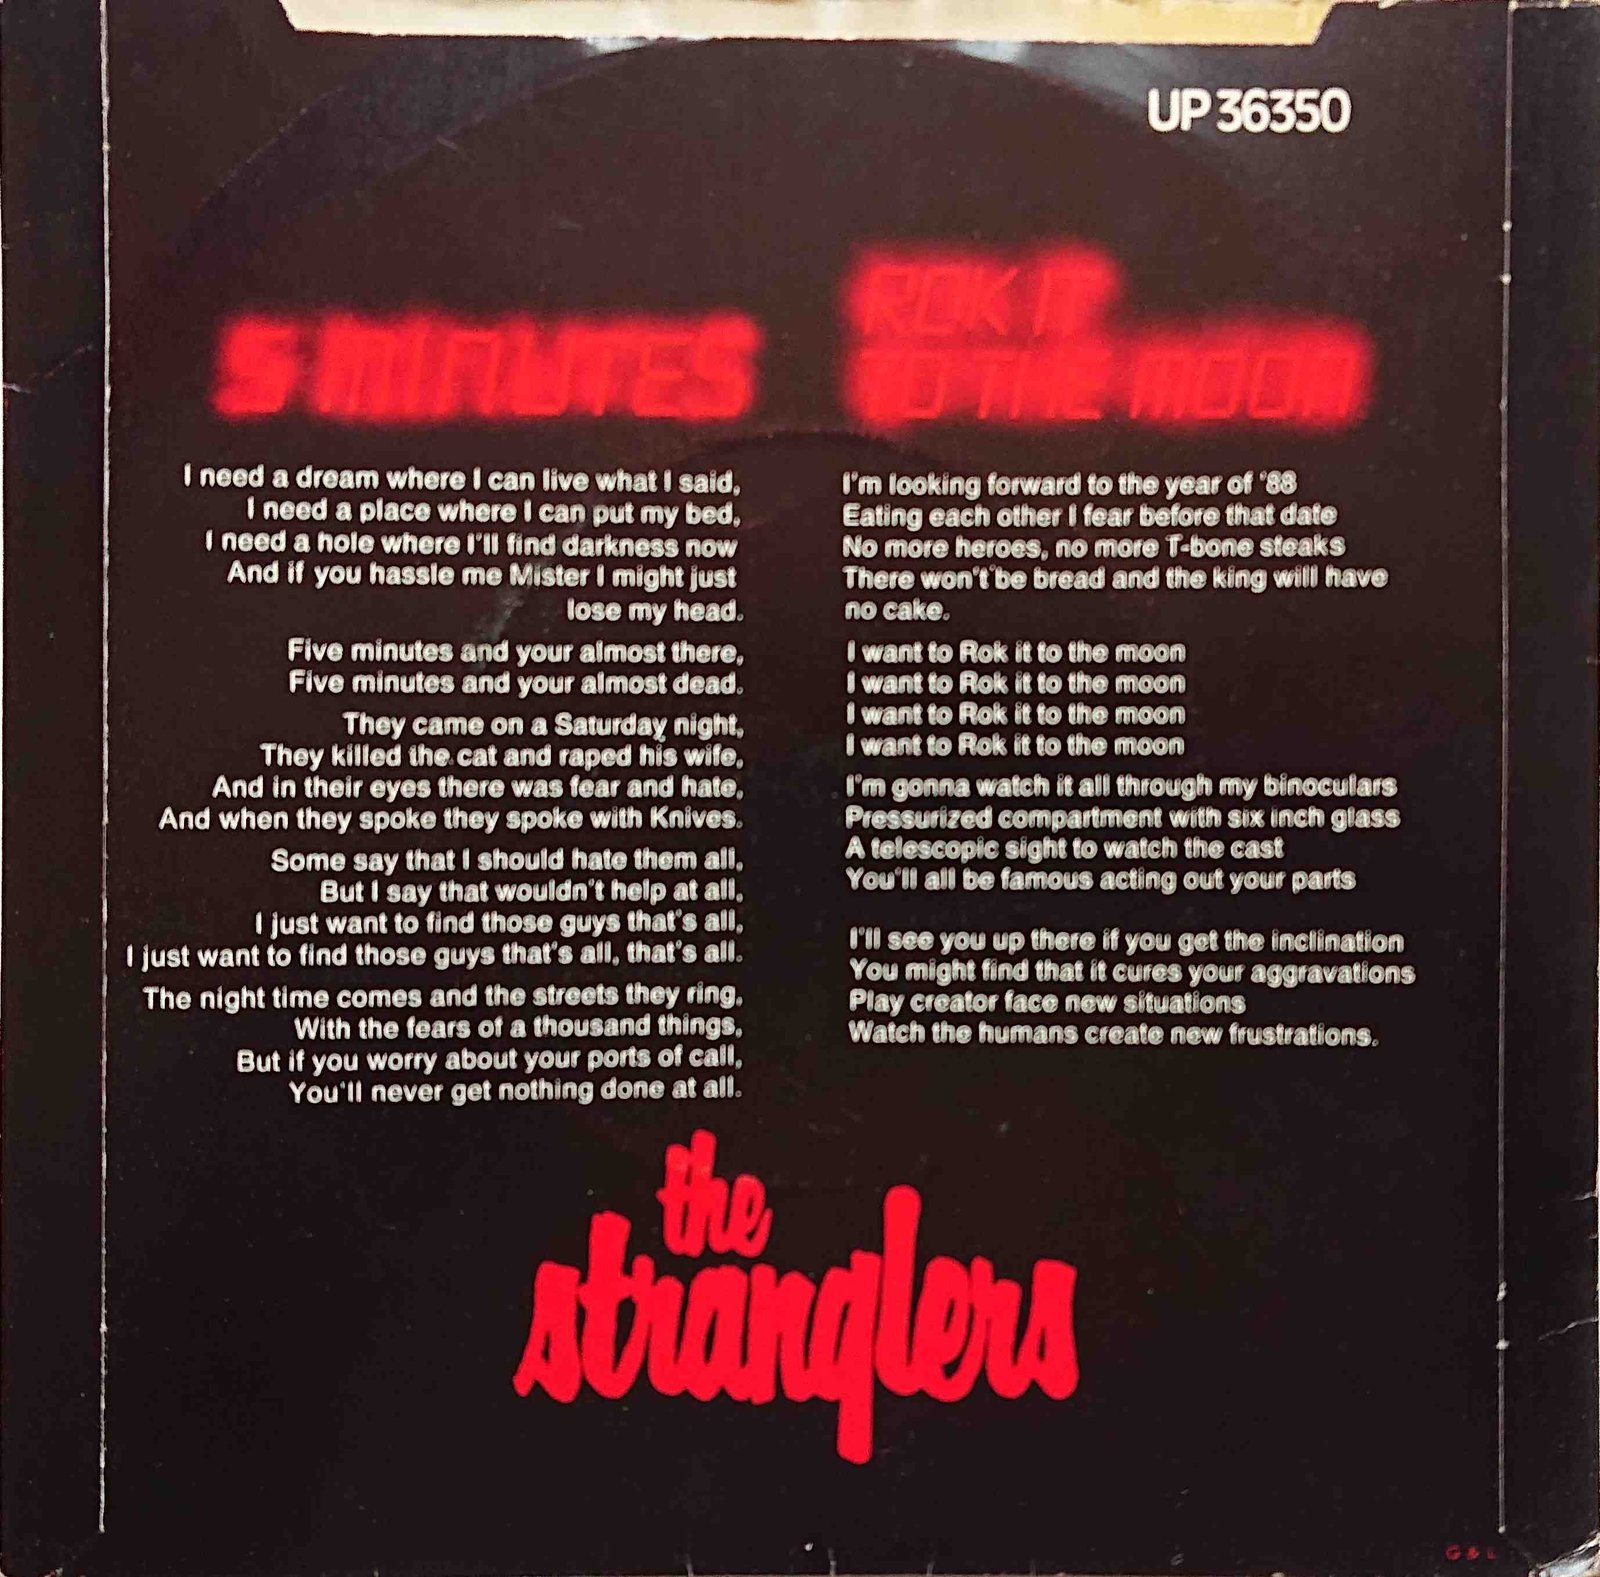 UP 36350
5 MINUTES
I need a dream where I can live what I said,
I need a place where I can put my bed,
I need a hole where I'll find darkness now
And if you hassle me Mister I might just
lose my head.
Five minutes and your almost there,
Five minutes and your almost dead.
They came on a Saturday night,
They killed the cat and raped his wife,
And in their eyes there was fear and hate,
And when they spoke they spoke with Knives.
Some say that I should hate them all,
But I say that wouldn't help at all,
I just want to find those guys that's all,
I just want to find those guys that's all, that's all.
The night time comes and the streets they ring,
With the fears of a thousand things,
But if you worry about your ports of call,
You'll never get nothing done at all.
ROK IT
TO THE MOON
I'm looking forward to the year of '88
Eating each other I fear before that date
No more heroes, no more T-bone steaks
There won't be bread and the king will have
no cake.
I want to Rok it to the moon
I want to Rok it to the moon
I want to Rok it to the moon
I want to Rok it to the moon
I'm gonna watch it all through my binoculars
Pressurized compartment with six inch glass
A telescopic sight to watch the cast
You'll all be famous acting out your parts
I'll see you up there if you get the inclination
You might find that it cures your aggravations
Play creator face new situations
Watch the humans create new frustrations.
the
stranglers
G & L